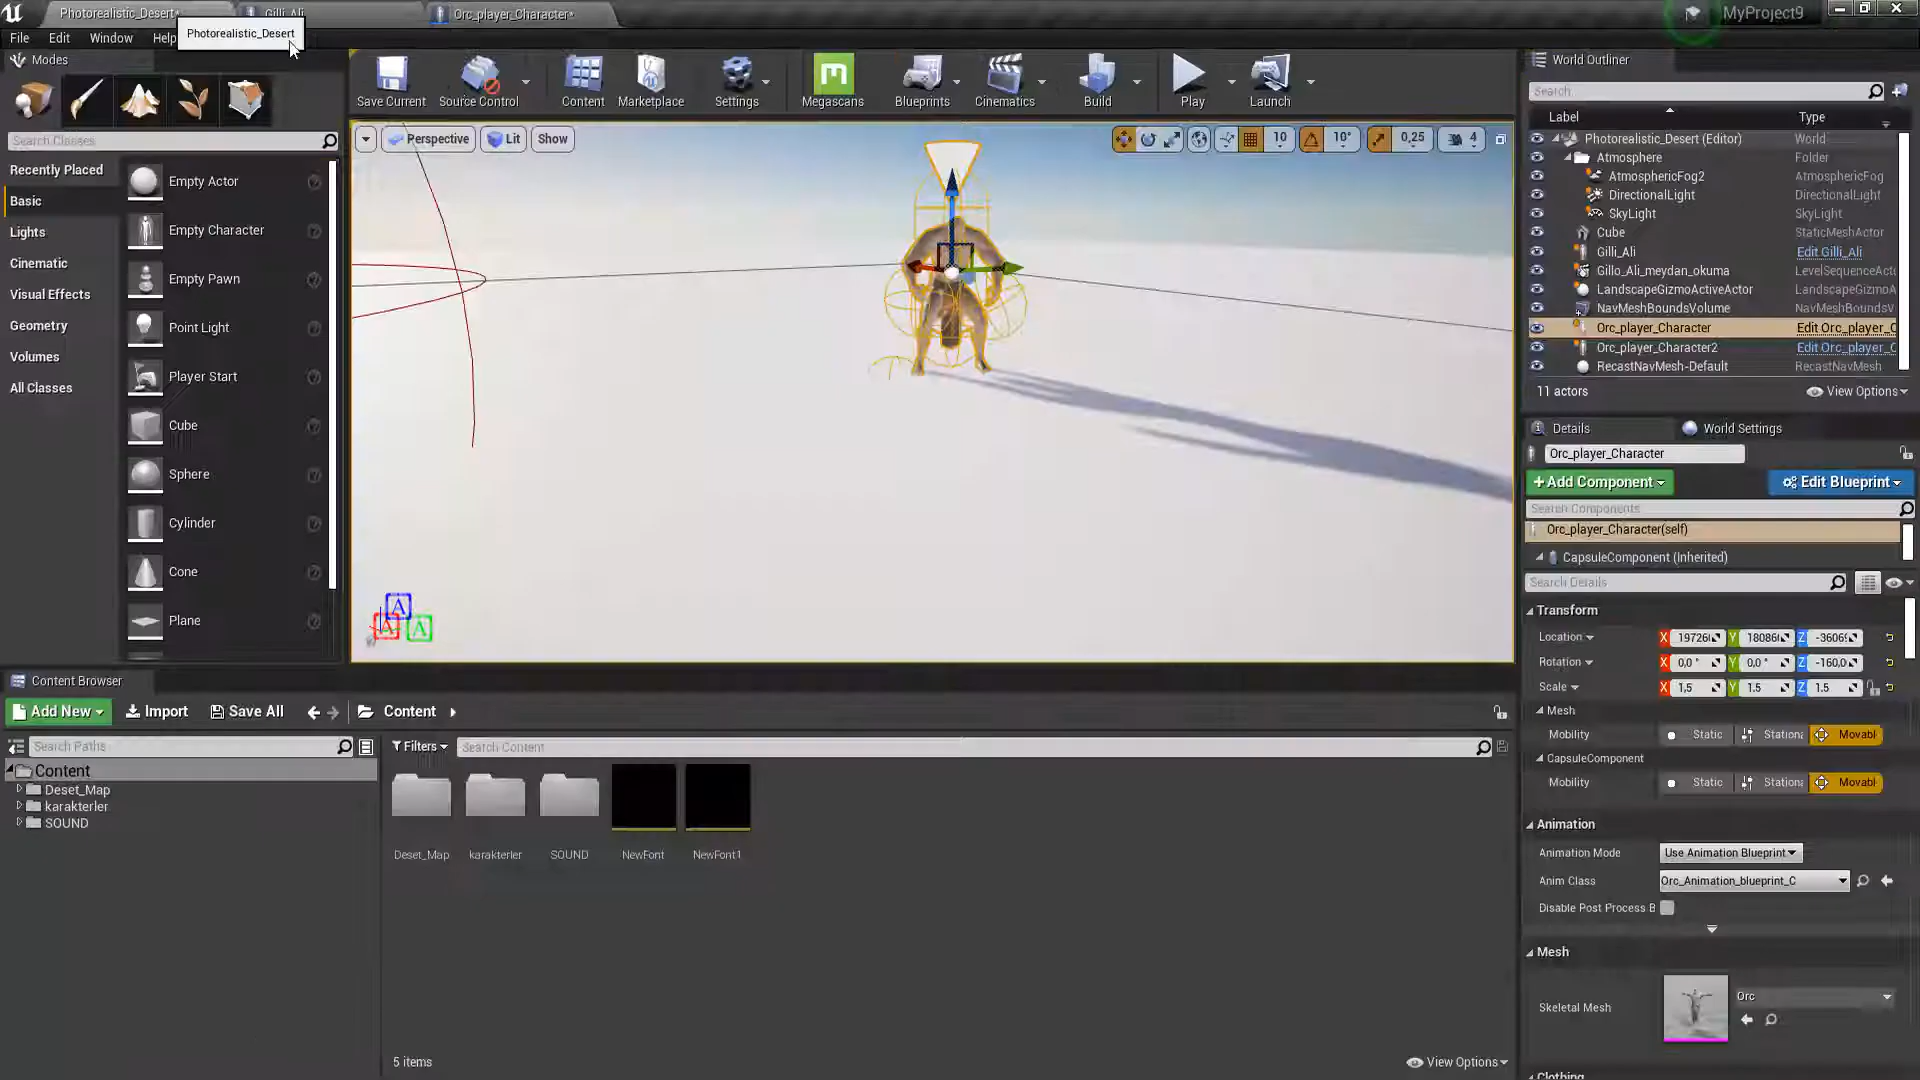 Photorealistic_Desert*
Gilli_Ali
Orc_player_Character*
MyProject9
File
Edit
Window
Help
Photorealistic_Desert
Modes
Search Classes
Recently Placed
Basic
Lights
Cinematic
Visual Effects
Geometry
Volumes
All Classes
Empty Actor
Empty Character
Empty Pawn
Point Light
Player Start
Cube
Sphere
Cylinder
Cone
Plane
Save Current
Source Control
Content
Marketplace
Settings
Megascans
Blueprints
Cinematics
Build
Play
Launch
Perspective
Lit
Show
10
10°
0,25
4
A
A
A
World Outliner
Search
Label
Type
Photorealistic_Desert (Editor)
World
Atmosphere
Folder
AtmosphericFog2
AtmosphericFog
DirectionalLight
DirectionalLight
SkyLight
SkyLight
Cube
StaticMeshActor
Gilli_Ali
Edit Gilli_Ali
Gillo_Ali_meydan_okuma
LevelSequenceActo
LandscapeGizmoActiveActor
LandscapeGizmoA
NavMeshBoundsVolume
NavMeshBoundsV
Orc_player_Character
Edit Orc_player_C
Orc_player_Character2
Edit Orc_player_C
RecastNavMesh-Default
RecastNavMesh
11 actors
View Options
Details
World Settings
Orc_player_Character
+Add Component
Edit Blueprint
Search Components
Orc_player_Character(self)
CapsuleComponent (Inherited)
Search Details
Transform
Location
X
Y
Z
Rotation
X 0,0 °
Y 0,0 °
Z -160,0
Scale
X 1,5
Y 1.5
Z 1.5
Mesh
Mobility
Static
Stationa
Movabl
CapsuleComponent
Mobility
Static
Stationa
Movabl
Animation
Animation Mode
Use Animation Blueprint
Anim Class
Orc_Animation_blueprint_C
Disable Post Process B
Mesh
Skeletal Mesh
Orc
Clothing
Content Browser
Add New
Import
Save All
Content
Search Paths
Filters
Search Content
Content
Deset_Map
karakterler
SOUND
Deset_Map
karakterler
SOUND
NewFont
NewFont1
5 items
View Options